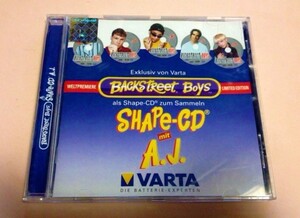 Exklusiv von Varta
WELTPREMIERE
BACKSTREET BOYS
LIMITED EDITION
als Shape-CD® zum Sammeln
SHAPE-CD®
mit
A.J.
VARTA
DIE BATTERIE-EXPERTEN